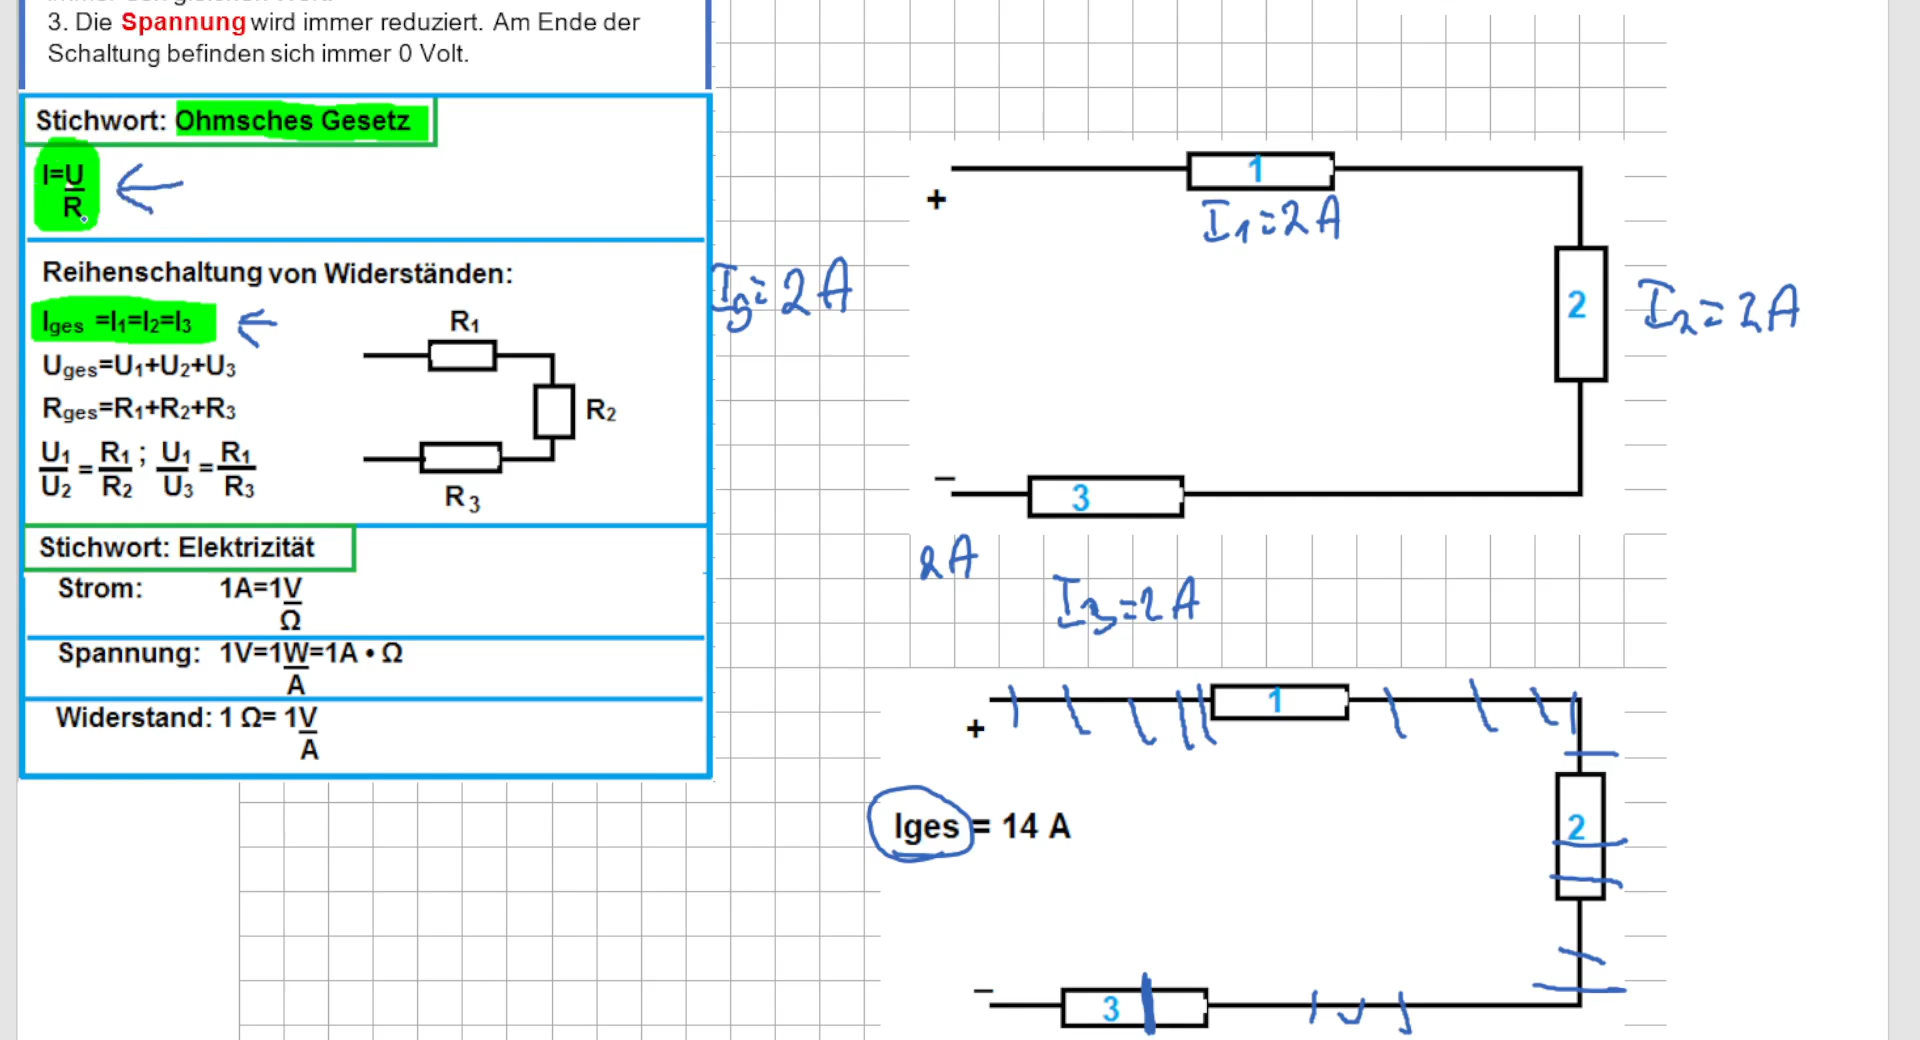 3. Die Spannung wird immer reduziert. Am Ende der
Schaltung befinden sich immer 0 Volt.
Stichwort: Ohmsches Gesetz
I=U
R
Reihenschaltung von Widerständen:
Iges =I1=I2=I3
Uges=U1+U2+U3
Rges=R1+R2+R3
U1 = R1 ; U1 = R1
U2 R2 U3 R3
R1
R2
R3
Stichwort: Elektrizität
Strom: 1A=1V
Ω
Spannung: 1V=1W=1A • Ω
A
Widerstand: 1 Ω= 1V
A
+
1
I1=2A
Ig=2A
2
I2=2A
–
3
2A
I3=2A
+
1
2
Iges = 14 A
–
3